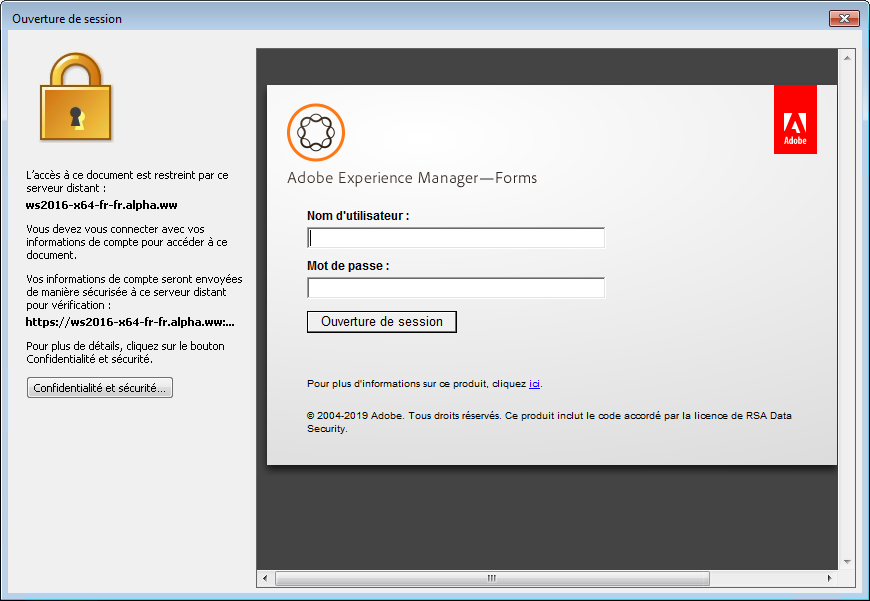 Ouverture de session
L'accès à ce document est restreint par ce
serveur distant :
ws2016-x64-fr-fr.alpha.ww
Vous devez vous connecter avec vos
informations de compte pour accéder à ce
document.
Vos informations de compte seront envoyées
de manière sécurisée à ce serveur distant
pour vérification :
https://ws2016-x64-fr-fr.alpha.ww:...
Pour plus de détails, cliquez sur le bouton
Confidentialité et sécurité.
Confidentialité et sécurité...
Adobe
Adobe Experience Manager—Forms
Nom d'utilisateur :
Mot de passe :
Ouverture de session
Pour plus d'informations sur ce produit, cliquez ici.
© 2004-2019 Adobe. Tous droits réservés. Ce produit inclut le code accordé par la licence de RSA Data
Security.